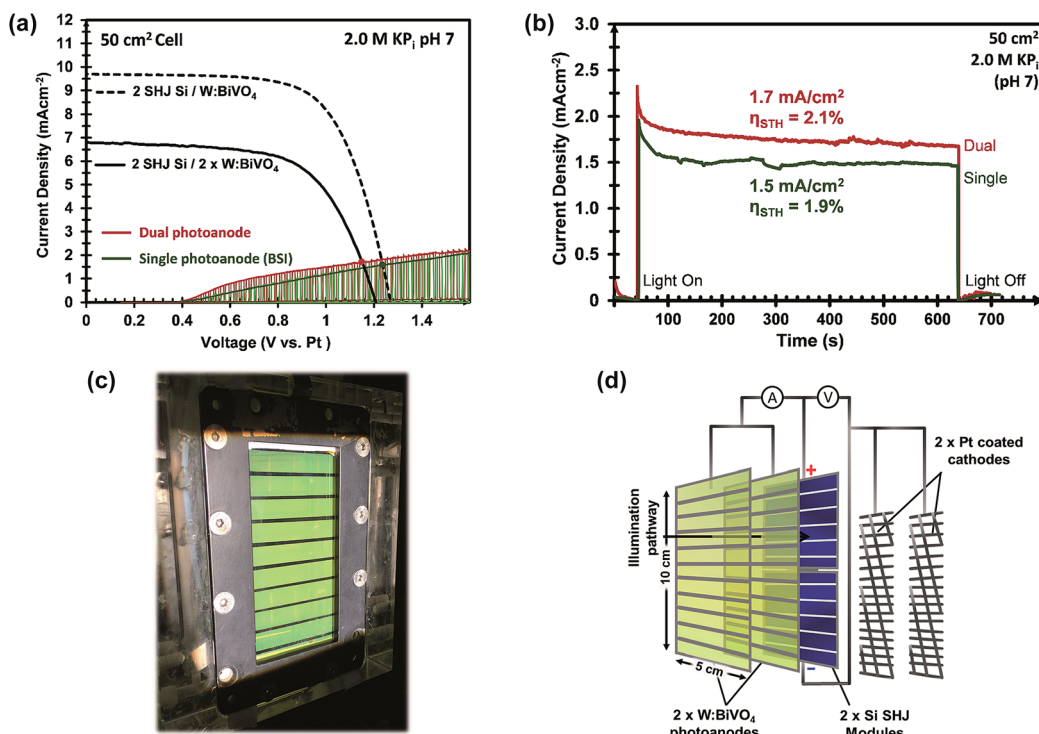 (a)
50 cm² Cell
2.0 M KPᵢ pH 7
2 SHJ Si / W:BiVO₄
2 SHJ Si / 2 x W:BiVO₄
Dual photoanode
Single photoanode (BSI)
Current Density (mAcm⁻²)
12
11
10
9
8
7
6
5
4
3
2
1
0
0 0.2 0.4 0.6 0.8 1 1.2 1.4
Voltage (V vs. Pt )
(b)
50 cm²
2.0 M KPᵢ
(pH 7)
1.7 mA/cm²
ηSTH = 2.1%
Dual
Single
1.5 mA/cm²
ηSTH = 1.9%
Light On
Light Off
Current Density (mAcm⁻²)
3.0
2.5
2.0
1.5
1.0
0.5
0
0 100 200 300 400 500 600 700
Time (s)
(c)
(d)
A
V
2 x Pt coated
cathodes
+
Illumination
pathway
10 cm
5 cm
-
2 x W:BiVO₄
photoanodes
2 x Si SHJ
Modules